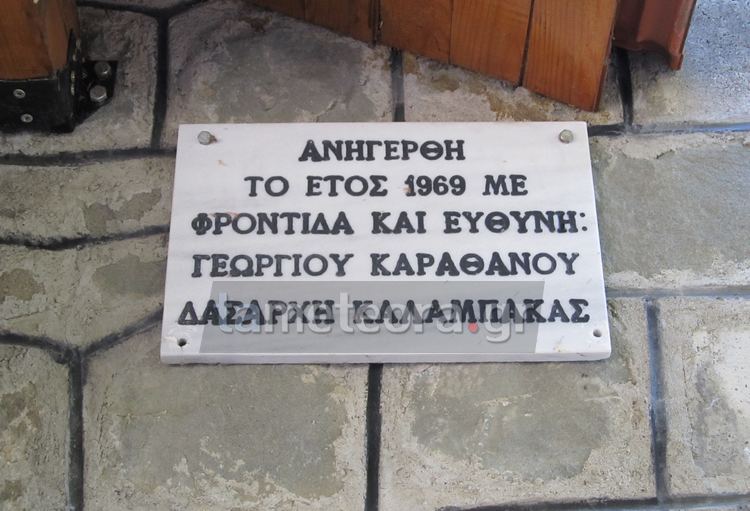 ΑΝΗΓΕΡΘΗ
ΤΟ ΕΤΟΣ 1969 ΜΕ
ΦΡΟΝΤΙΔΑ ΚΑΙ ΕΥΘΥΝΗ:
ΓΕΩΡΓΙΟΥ ΚΑΡΑΘΑΝΟΥ
ΔΑΣΑΡΧΗ ΚΑΛΑΜΠΑΚΑΣ
tameteora.gr